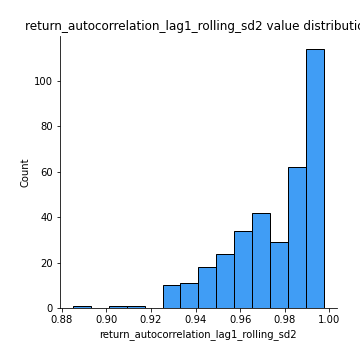 return_autocorrelation_lag1_rolling_sd2 value distributio
100
80
60
40
20
0
Count
0.88 0.90 0.92 0.94 0.96 0.98 1.00
return_autocorrelation_lag1_rolling_sd2